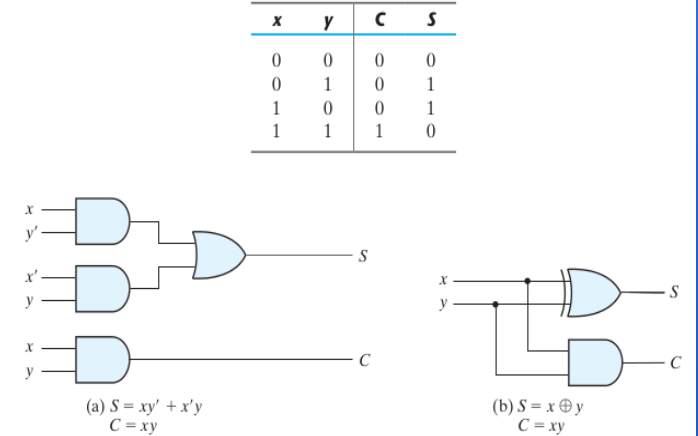 x y C S
0 0 0 0
0 1 0 1
1 0 0 1
1 1 1 0
x
y'
x'
y
S
x
y
C
(a) S = xy' + x'y
C = xy
x
y
S
C
(b) S = x ⊕ y
C = xy